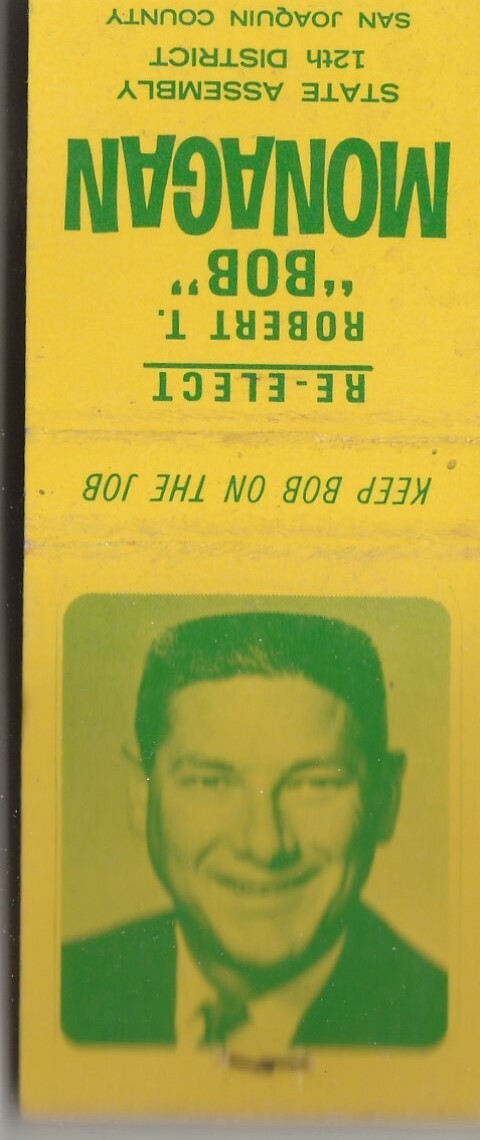 RE-ELECT
ROBERT T.
“BOB”
MONAGAN
STATE ASSEMBLY
12th DISTRICT
SAN JOAQUIN COUNTY
KEEP BOB ON THE JOB